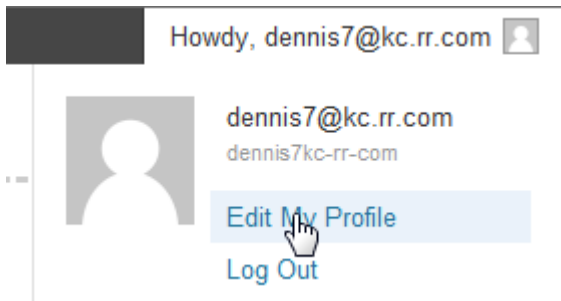 Howdy, dennis7@kc.rr.com
dennis7@kc.rr.com
dennis7kc-rr-com
Edit My Profile
Log Out